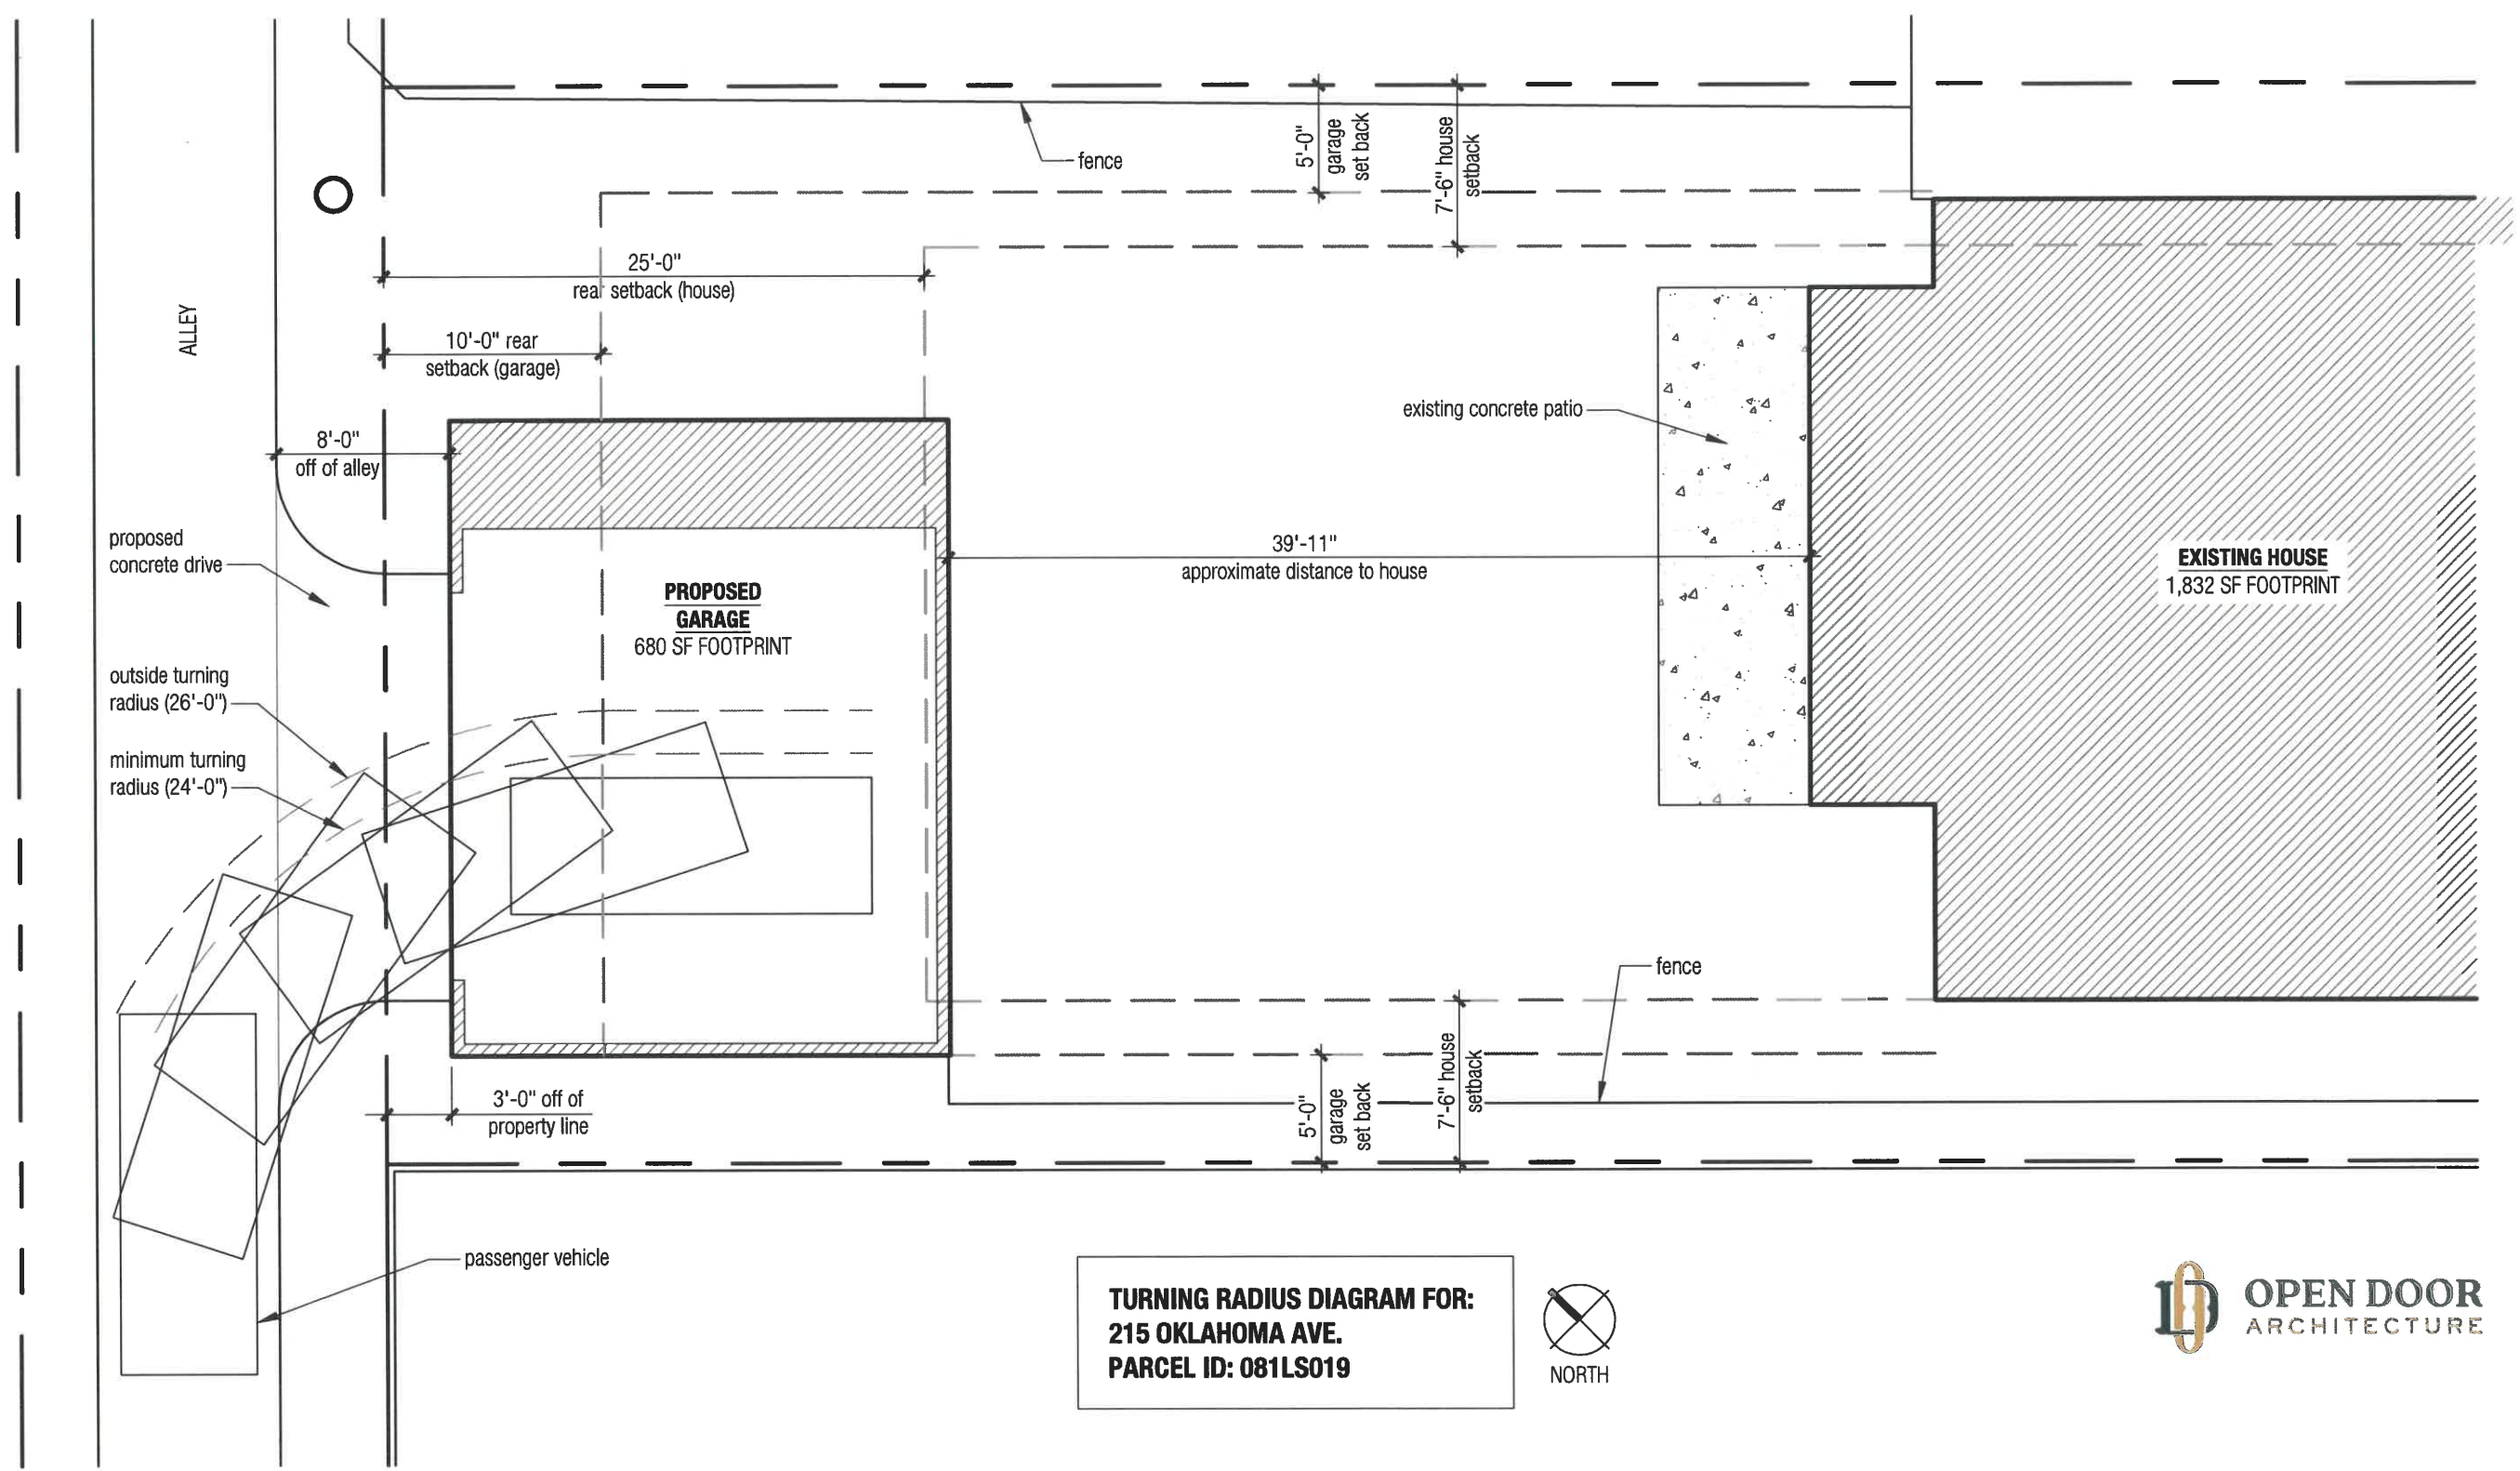 5'-0"
garage
set back
7'-6" house
setback
fence
25'-0"
rear setback (house)
ALLEY
10'-0" rear
setback (garage)
existing concrete patio
8'-0"
off of alley
proposed
concrete drive
39'-11"
approximate distance to house
EXISTING HOUSE
1,832 SF FOOTPRINT
PROPOSED
GARAGE
680 SF FOOTPRINT
outside turning
radius (26'-0")
minimum turning
radius (24'-0")
fence
3'-0" off of
property line
5'-0"
garage
set back
7'-6" house
setback
passenger vehicle
TURNING RADIUS DIAGRAM FOR:
215 OKLAHOMA AVE.
PARCEL ID: 081LS019
NORTH
OPEN DOOR
ARCHITECTURE